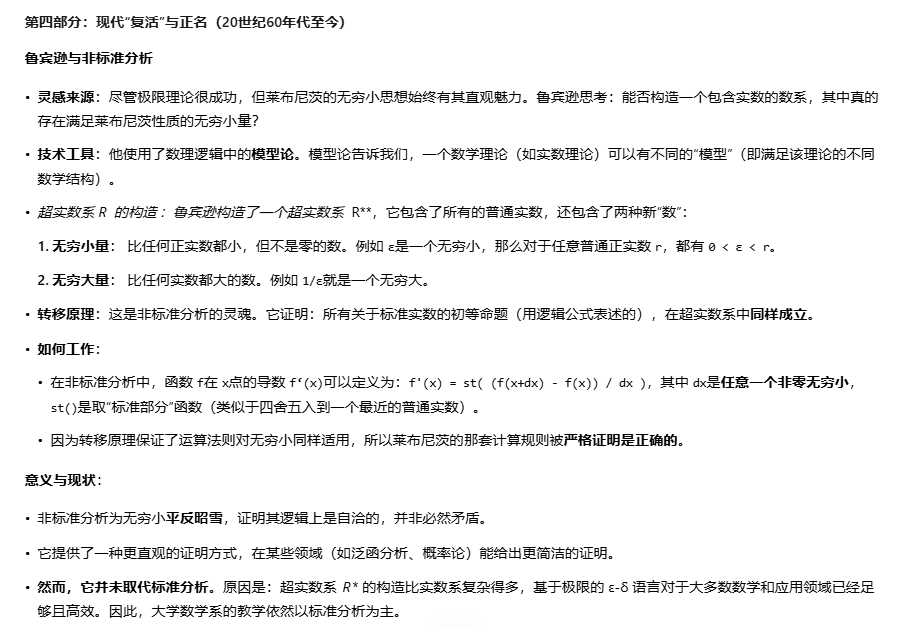 第四部分：现代“复活”与正名（20世纪60年代至今）
鲁宾逊与非标准分析
• 灵感来源：尽管极限理论很成功，但莱布尼茨的无穷小思想始终有其直观魅力。鲁宾逊思考：能否构造一个包含实数的数系，其中真的
存在满足莱布尼茨性质的无穷小量？
• 技术工具：他使用了数理逻辑中的模型论。模型论告诉我们，一个数学理论（如实数理论）可以有不同的“模型”（即满足该理论的不同
数学结构）。
• 超实数系 R 的构造：鲁宾逊构造了一个超实数系 R**，它包含了所有的普通实数，还包含了两种新“数”：
1. 无穷小量： 比任何正实数都小，但不是零的数。例如 ε是一个无穷小，那么对于任意普通正实数 r，都有 0 < ε < r。
2. 无穷大量： 比任何实数都大的数。例如 1/ε就是一个无穷大。
• 转移原理：这是非标准分析的灵魂。它证明：所有关于标准实数的初等命题（用逻辑公式表述的），在超实数系中同样成立。
• 如何工作：
• 在非标准分析中，函数 f在 x点的导数 f‘(x)可以定义为：f'(x) = st( (f(x+dx) - f(x)) / dx )，其中 dx是任意一个非零无穷小，
st()是取“标准部分”函数（类似于四舍五入到一个最近的普通实数）。
• 因为转移原理保证了运算法则对无穷小同样适用，所以莱布尼茨的那套计算规则被严格证明是正确的。
意义与现状：
• 非标准分析为无穷小平反昭雪，证明其逻辑上是自洽的，并非必然矛盾。
• 它提供了一种更直观的证明方式，在某些领域（如泛函分析、概率论）能给出更简洁的证明。
• 然而，它并未取代标准分析。原因是：超实数系 R* 的构造比实数系复杂得多，基于极限的 ε-δ 语言对于大多数数学和应用领域已经足
够且高效。因此，大学数学系的教学依然以标准分析为主。